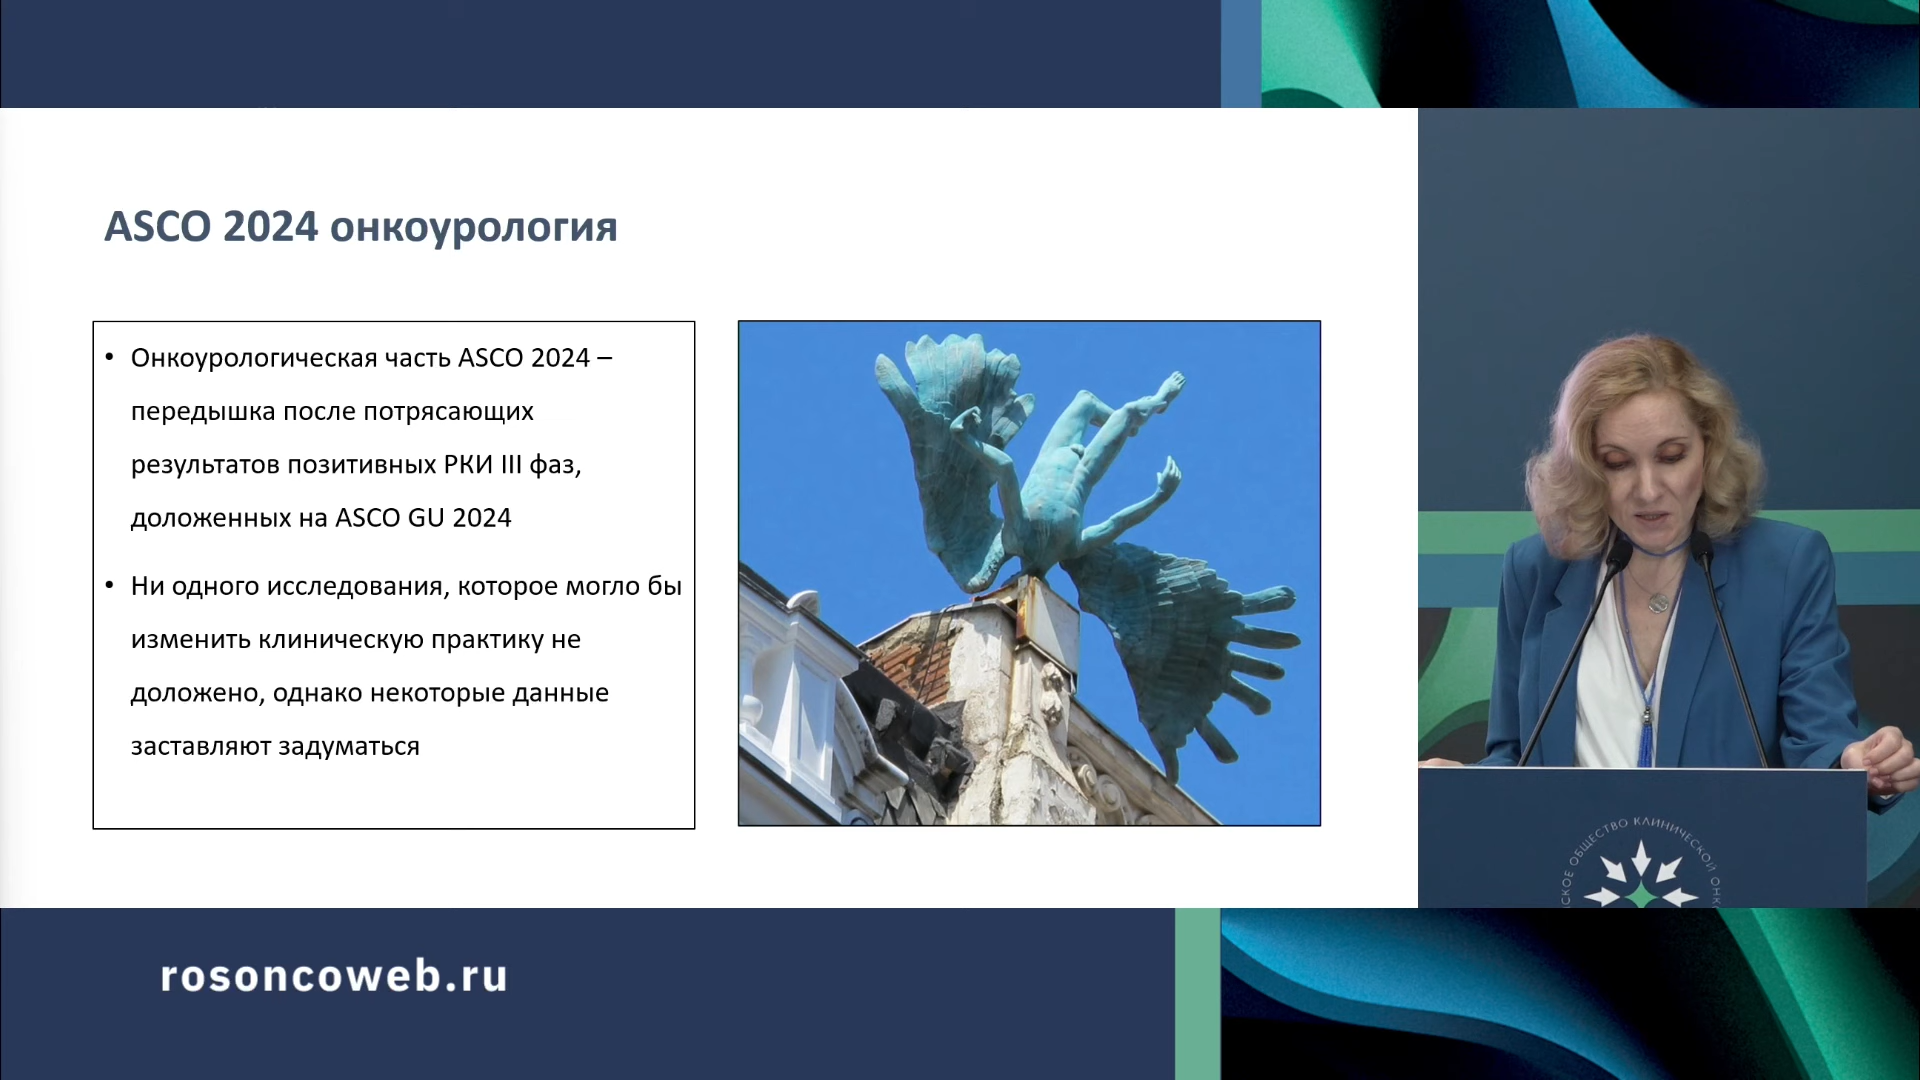 ASCO 2024 онкоурология
• Онкоурологическая часть ASCO 2024 –
передышка после потрясающих
результатов позитивных РКИ III фаз,
доложенных на ASCO GU 2024
• Ни одного исследования, которое могло бы
изменить клиническую практику не
доложено, однако некоторые данные
заставляют задуматься
ОБЩЕСТВО КЛИНИЧЕСКОЙ
rosoncoweb.ru